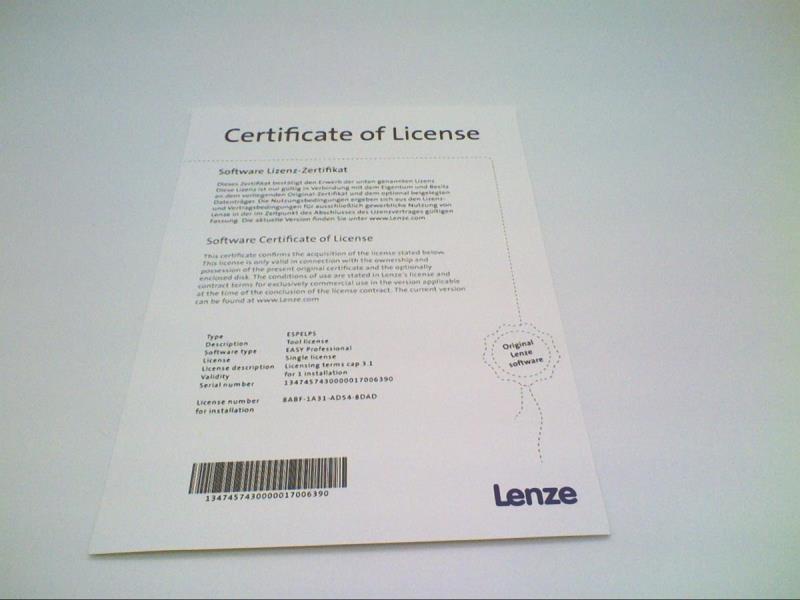 Certificate of License
Software Lizenz-Zertifikat
Dieses Zertifikat bestätigt den Erwerb der unten genannten Lizenz.
Diese Lizenz ist nur gültig in Verbindung mit dem Eigentum und Besitz
an dem vorliegenden Original-Zertifikat und dem optional beigelegten
Datenträger. Die Nutzungsbedingungen ergeben sich aus den Lizenz-
und Vertragsbedingungen für ausschließlich gewerbliche Nutzung von
Lenze in der im Zeitpunkt des Abschlusses des Lizenzvertrages gültigen
Fassung. Die aktuelle Version finden Sie unter www.Lenze.com
Software Certificate of License
This certificate confirms the acquisition of the license stated below.
This license is only valid in connection with the ownership and
possession of the present original certificate and the optionally
enclosed disk. The conditions of use are stated in Lenze's license and
contract terms for exclusively commercial use in the version applicable
at the time of the conclusion of the license contract. The current version
can be found at www.Lenze.com
Type ESPELPS
Description Tool license
Software type EASY Professional
License Single license
License description Licensing terms cap 3.1
Validity for 1 installation
Serial number 1347457430000017006390
License number 8ABF-1A31-AD54-8DAD
for installation
Original
Lenze
software
1347457430000017006390
Lenze